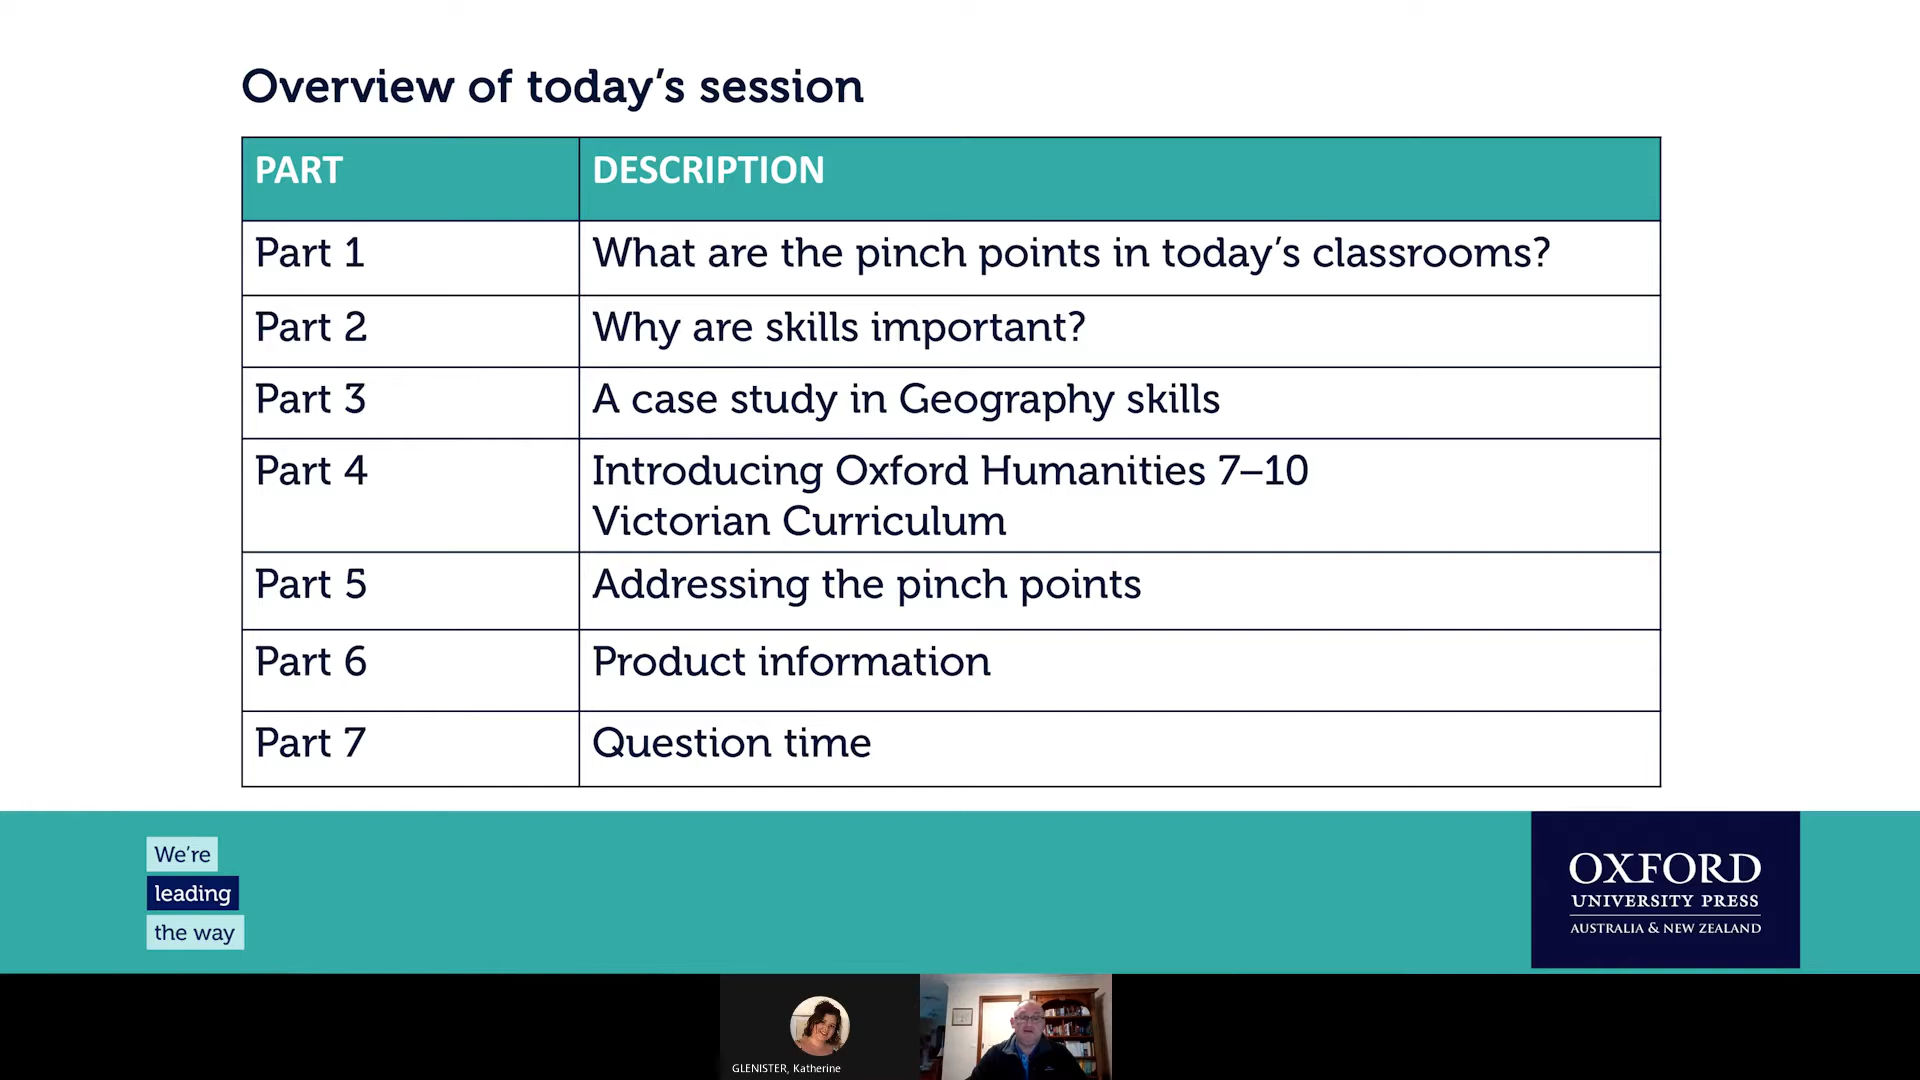 Overview of today’s session
PART DESCRIPTION
Part 1 What are the pinch points in today’s classrooms?
Part 2 Why are skills important?
Part 3 A case study in Geography skills
Part 4 Introducing Oxford Humanities 7–10
Victorian Curriculum
Part 5 Addressing the pinch points
Part 6 Product information
Part 7 Question time
We’re
leading
the way
OXFORD
UNIVERSITY PRESS
AUSTRALIA & NEW ZEALAND
GLENISTER, Katherine